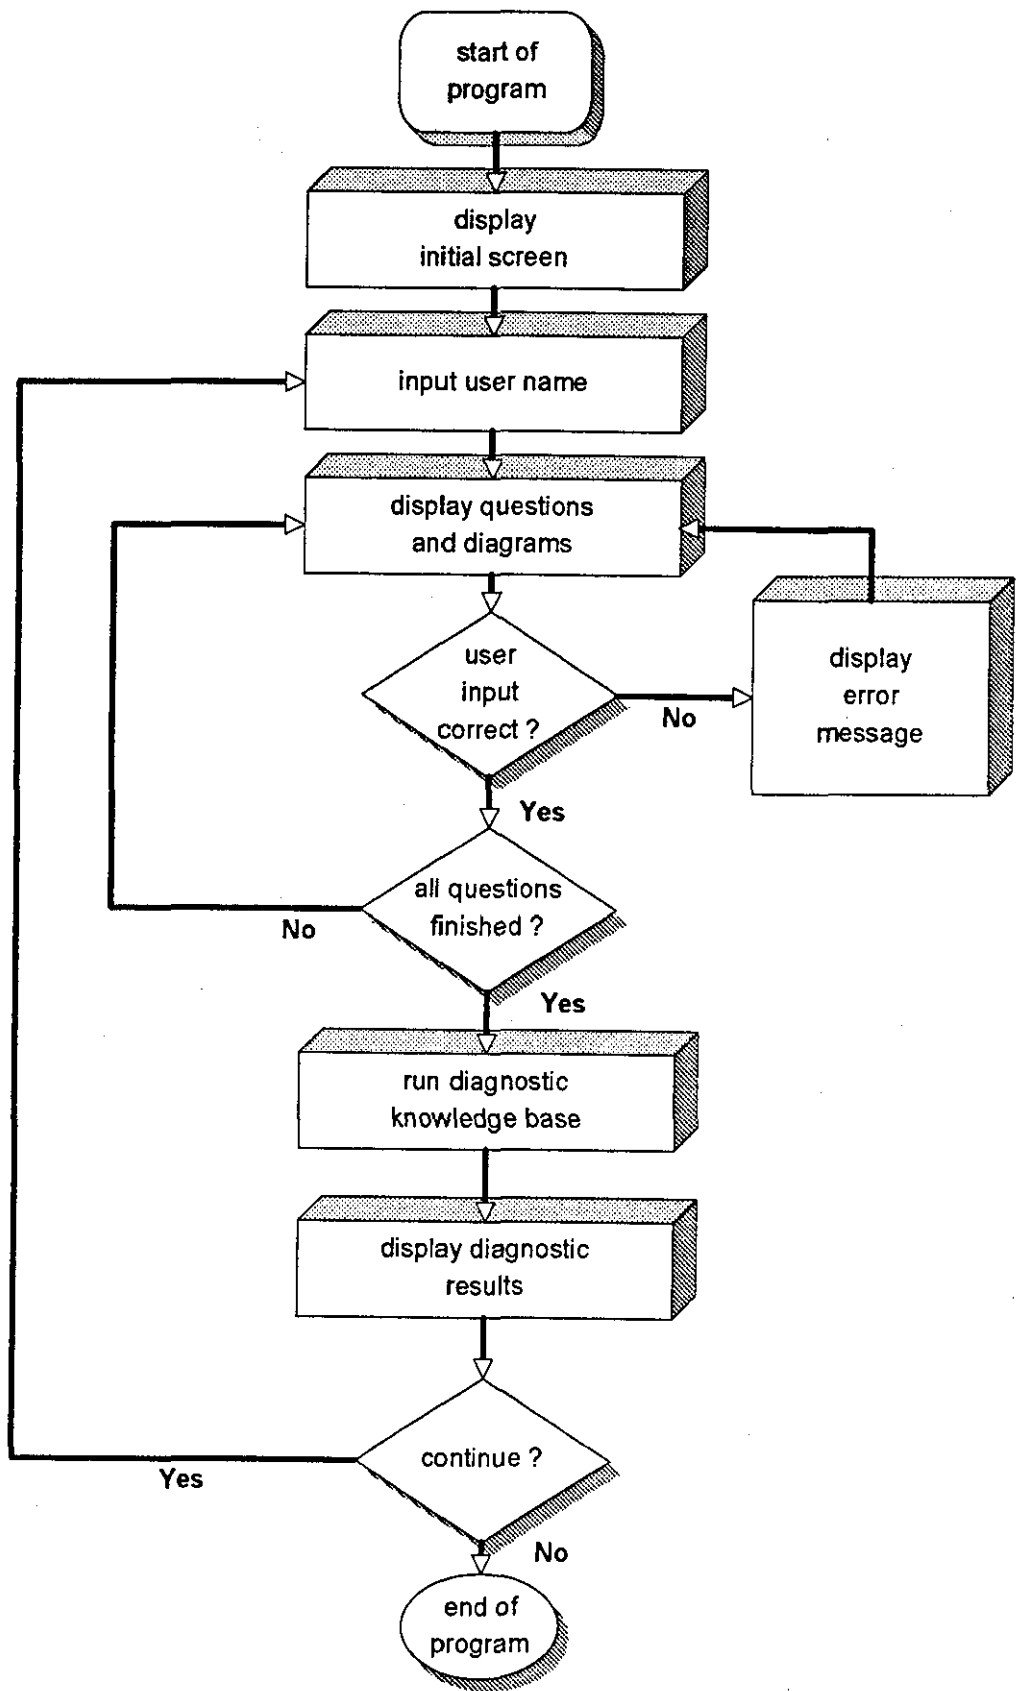 start of
program
display
initial screen
input user name
display questions
and diagrams
user
input
correct ?
No
display
error
message
Yes
all questions
finished ?
No
Yes
run diagnostic
knowledge base
display diagnostic
results
continue ?
Yes
No
end of
program